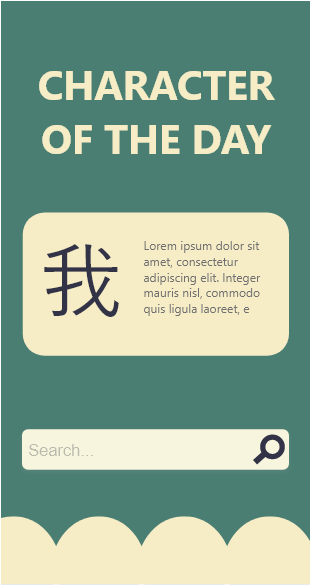 CHARACTER
OF THE DAY
我
Lorem ipsum dolor sit
amet, consectetur
adipiscing elit. Integer
mauris nisl, commodo
quis ligula laoreet, e
Search...